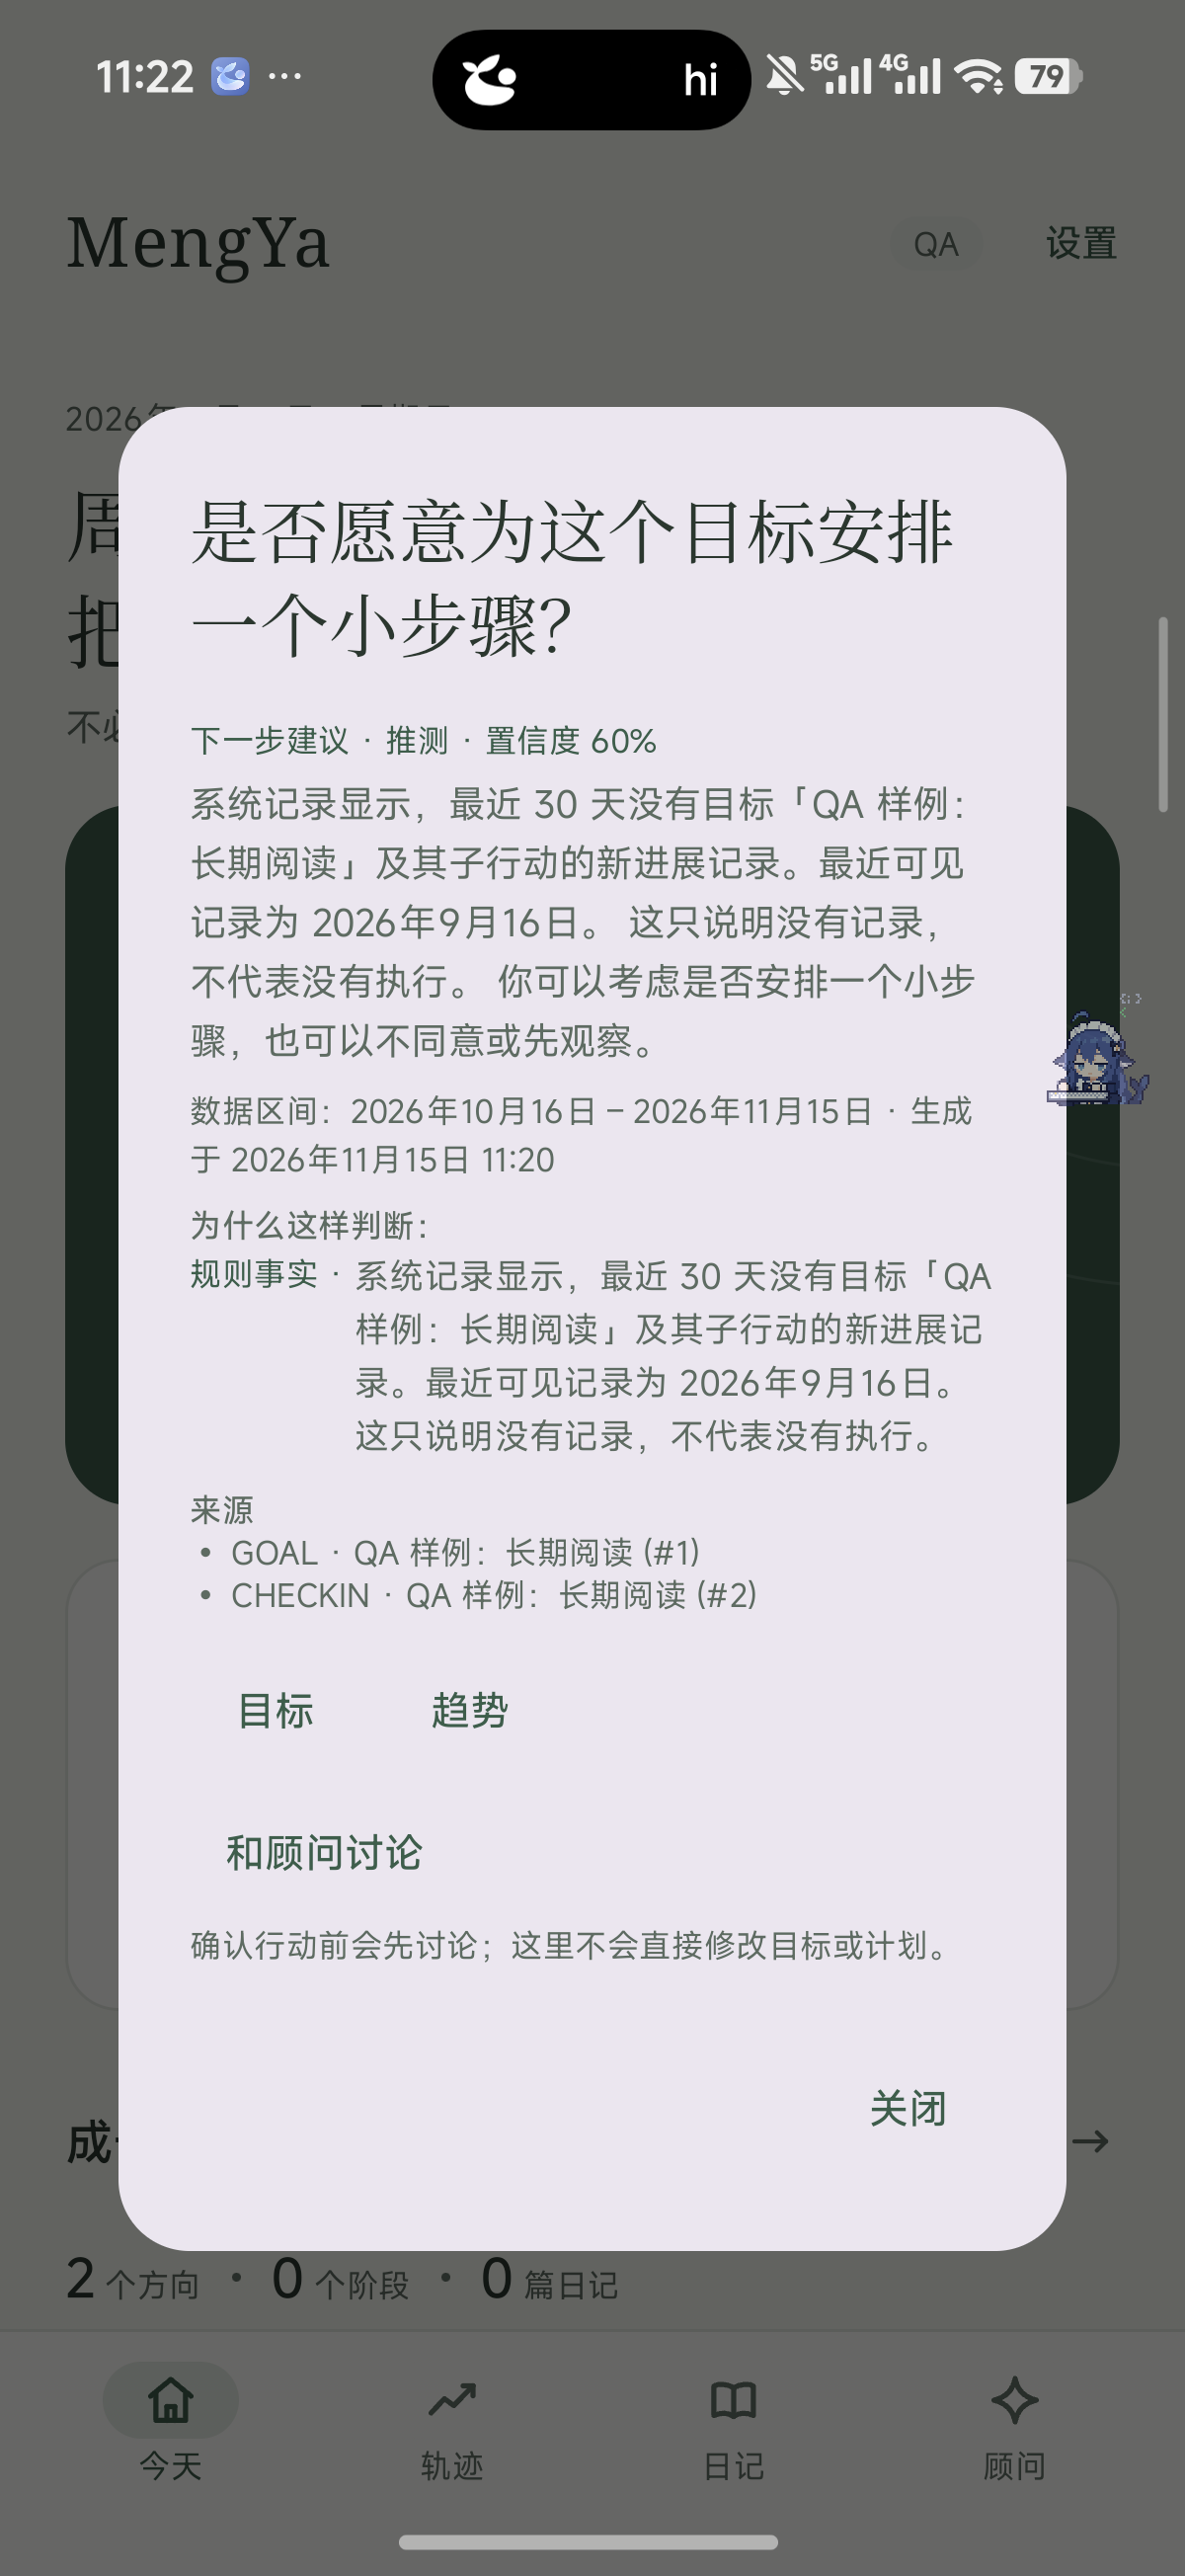 11:22
hi
5G 4G 79
MengYa
QA 设置
2026
周
把
不必
是否愿意为这个目标安排
一个小步骤？
下一步建议 · 推测 · 置信度 60%
系统记录显示，最近 30 天没有目标「QA 样例：
长期阅读」及其子行动的新进展记录。最近可见
记录为 2026年9月16日。 这只说明没有记录，
不代表没有执行。 你可以考虑是否安排一个小步
骤，也可以不同意或先观察。
数据区间：2026年10月16日 – 2026年11月15日 · 生成
于 2026年11月15日 11:20
为什么这样判断：
规则事实 · 系统记录显示，最近 30 天没有目标「QA
样例：长期阅读」及其子行动的新进展记
录。最近可见记录为 2026年9月16日。
这只说明没有记录，不代表没有执行。
来源
• GOAL · QA 样例：长期阅读 (#1)
• CHECKIN · QA 样例：长期阅读 (#2)
目标 趋势
和顾问讨论
确认行动前会先讨论；这里不会直接修改目标或计划。
关闭
成
2 个方向 · 0 个阶段 · 0 篇日记
今天 轨迹 日记 顾问